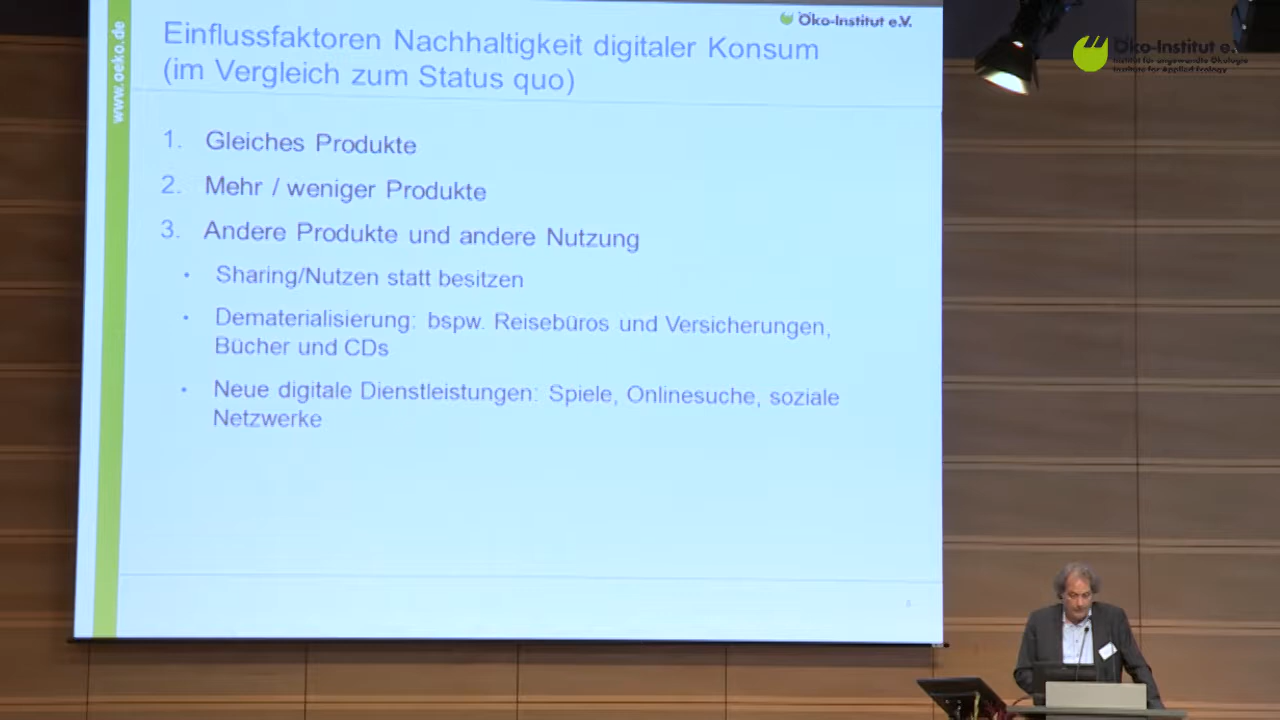 www.oeko.de
Öko-Institut e.V.
Einflussfaktoren Nachhaltigkeit digitaler Konsum
(im Vergleich zum Status quo)
1. Gleiches Produkte
2. Mehr / weniger Produkte
3. Andere Produkte und andere Nutzung
• Sharing/Nutzen statt besitzen
• Dematerialisierung: bspw. Reisebüros und Versicherungen,
Bücher und CDs
• Neue digitale Dienstleistungen: Spiele, Onlinesuche, soziale
Netzwerke
Öko-Institut e.V.
Institut für angewandte Ökologie
Institute for Applied Ecology